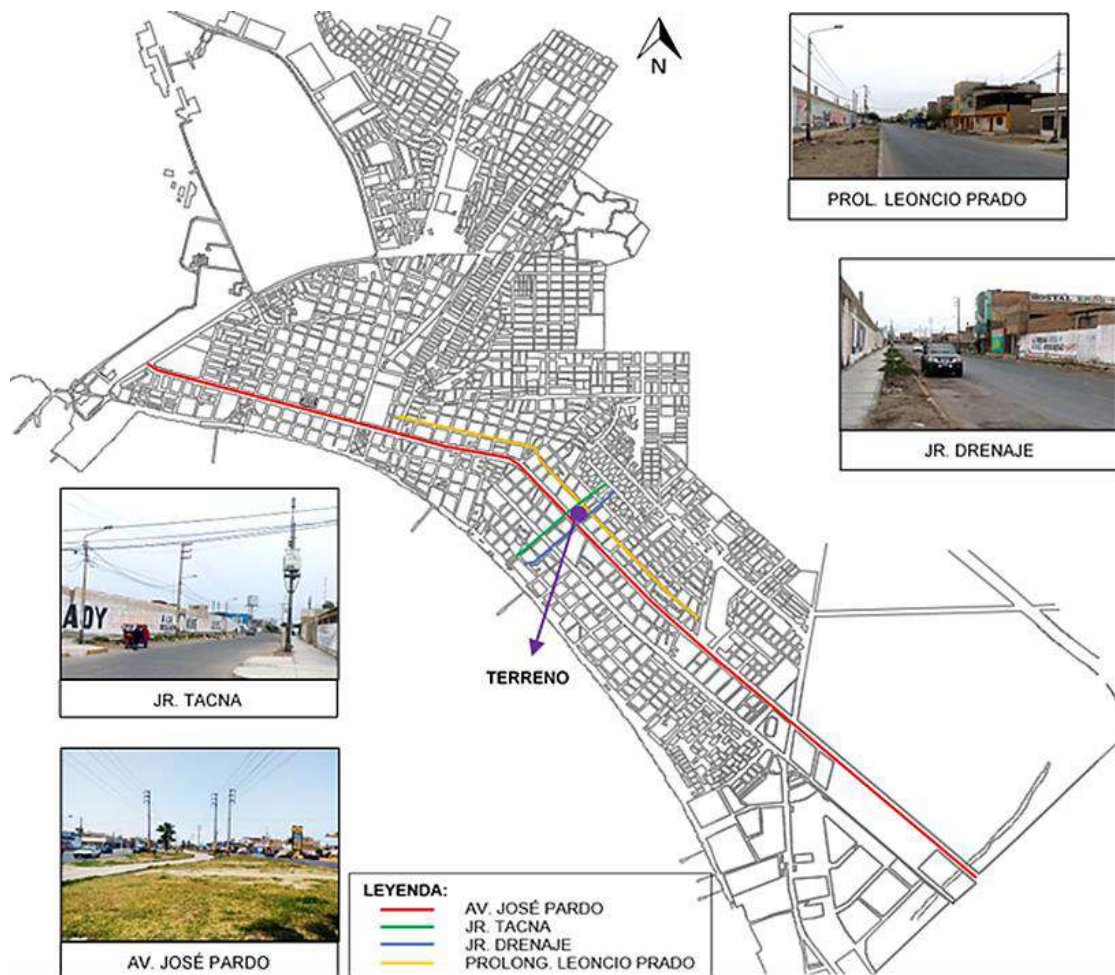 N
PROL. LEONCIO PRADO
HOSTAL
JR. DRENAJE
ADY
JR. TACNA
TERRENO
AV. JOSÉ PARDO
LEYENDA:
AV. JOSÉ PARDO
JR. TACNA
JR. DRENAJE
PROLONG. LEONCIO PRADO